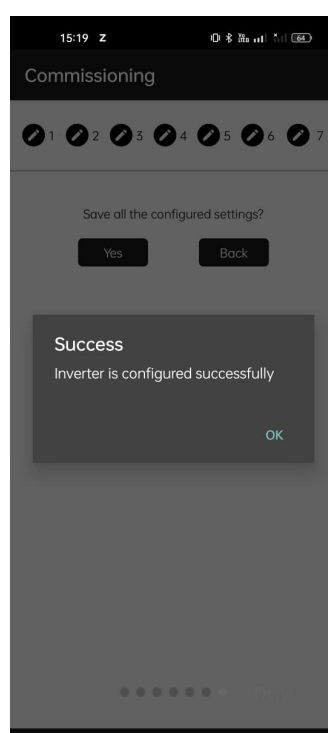 15:19 Z
64
Commissioning
1 2 3 4 5 6 7
Save all the configured settings?
Yes Back
Success
Inverter is configured successfully
OK